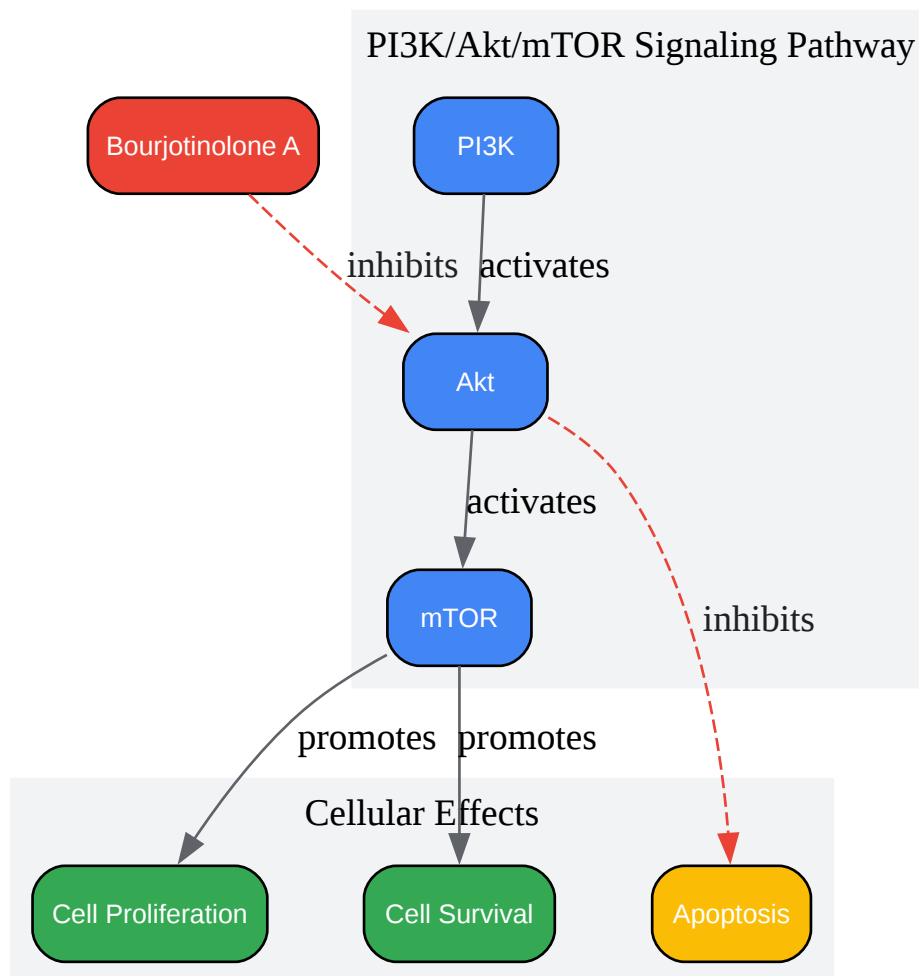 PI3K/Akt/mTOR Signaling Pathway
Bourjotinolone A
PI3K
inhibits
activates
Akt
activates
mTOR
inhibits
promotes
promotes
Cellular Effects
Cell Proliferation
Cell Survival
Apoptosis